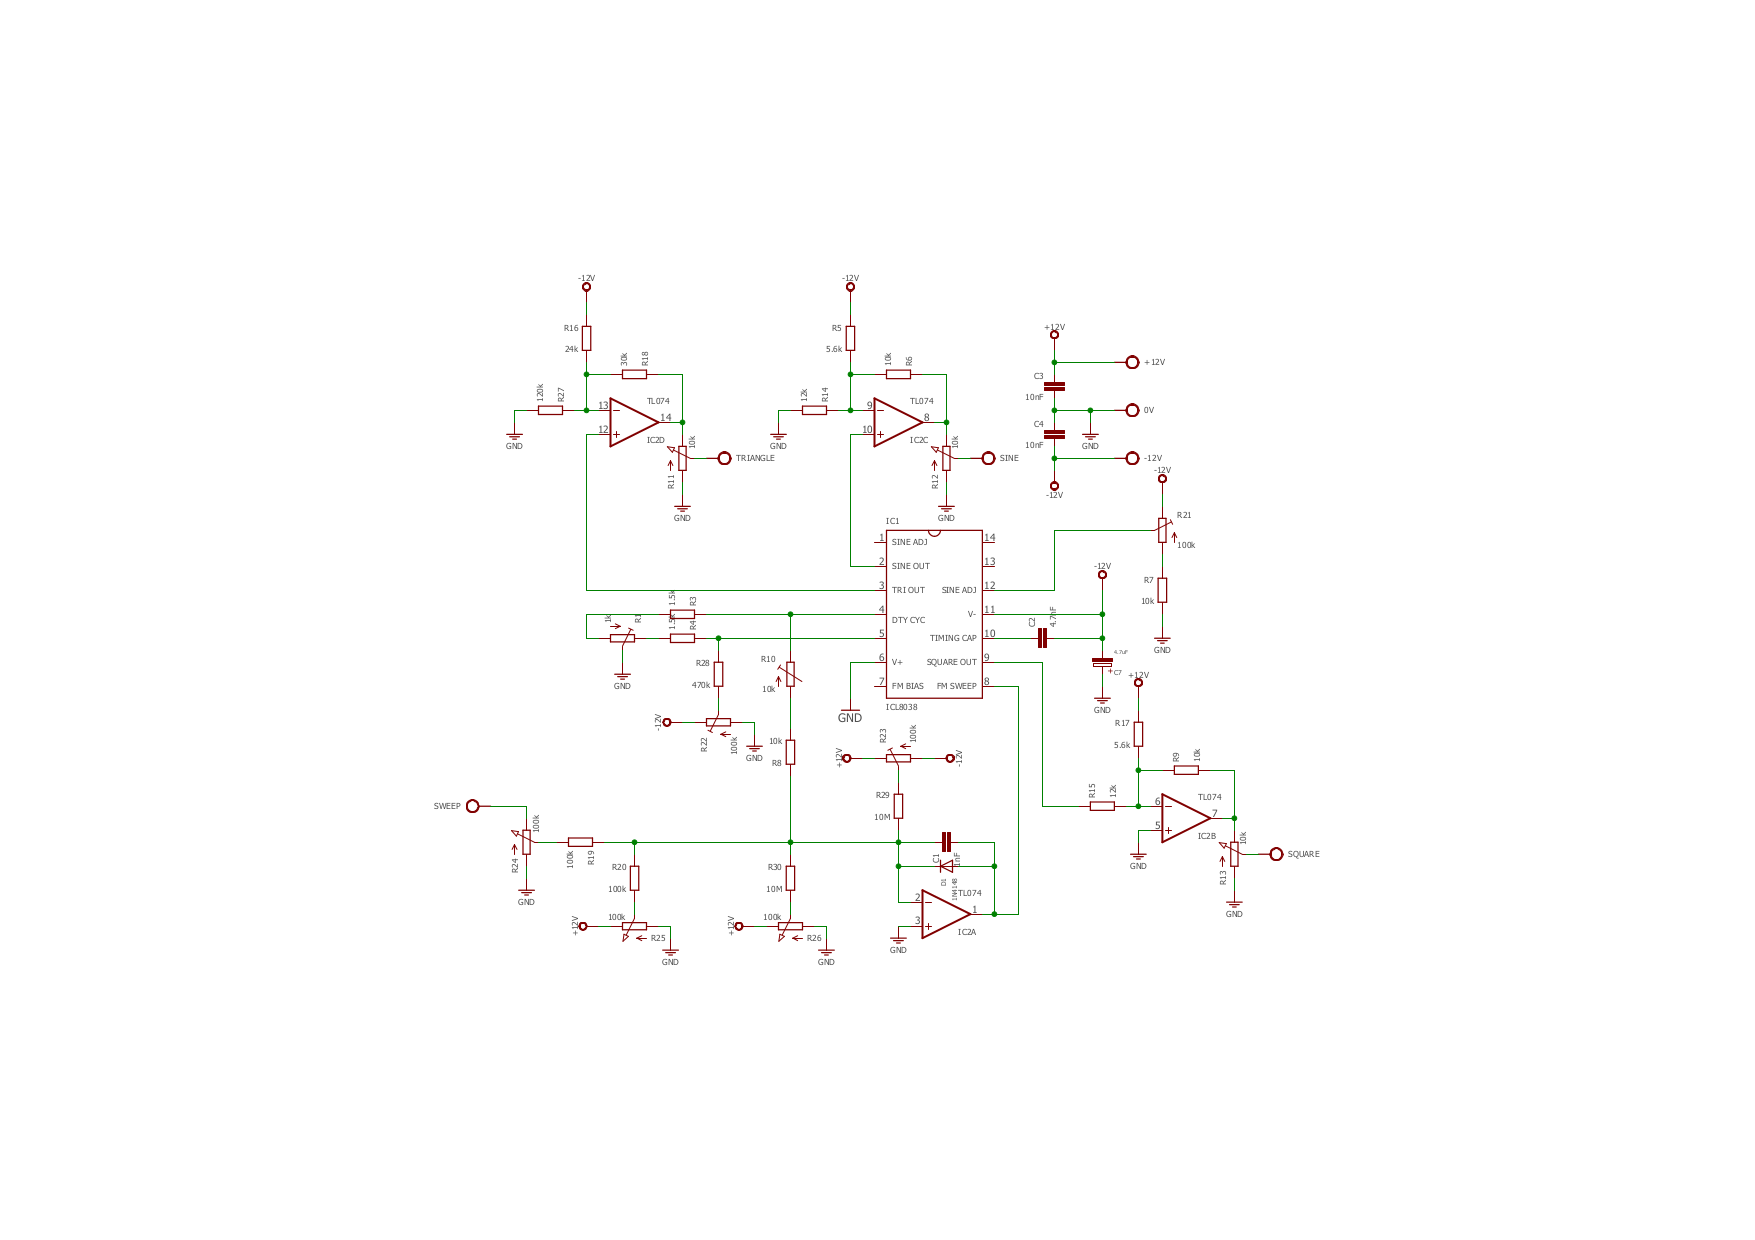 -12V
-12V
+12V
R16
24k
30k
R18
R5
5.6k
10k
R6
+12V
C3
10nF
120k
R27
13
TL074
14
12
IC2D
10k
12k
R14
9
TL074
8
10
IC2C
10k
0V
C4
10nF
GND
GND
GND
R11
TRIANGLE
R12
SINE
-12V
-12V
-12V
GND
GND
IC1
R21
100k
1
SINE ADJ
14
2
SINE OUT
13
3
TRI OUT
SINE ADJ
12
4
DTY CYC
V-
11
5
TIMING CAP
10
6
V+
SQUARE OUT
9
7
FM BIAS
FM SWEEP
8
ICL8038
-12V
R7
10k
GND
1k
R1
1.5k
R3
1.5k
R4
C2
4.7nF
4.7uF
+
C7
GND
GND
R28
470k
R10
10k
GND
-12V
R22
100k
GND
10k
R8
+12V
R23
100k
-12V
+12V
R17
5.6k
R9
10k
R29
10M
R15
12k
6
TL074
7
5
IC2B
10k
GND
R13
SQUARE
GND
SWEEP
100k
R24
GND
100k
R19
R20
100k
R30
10M
C1
1nF
D1
1N4148
2
TL074
1
3
IC2A
GND
+12V
100k
R25
GND
+12V
100k
R26
GND